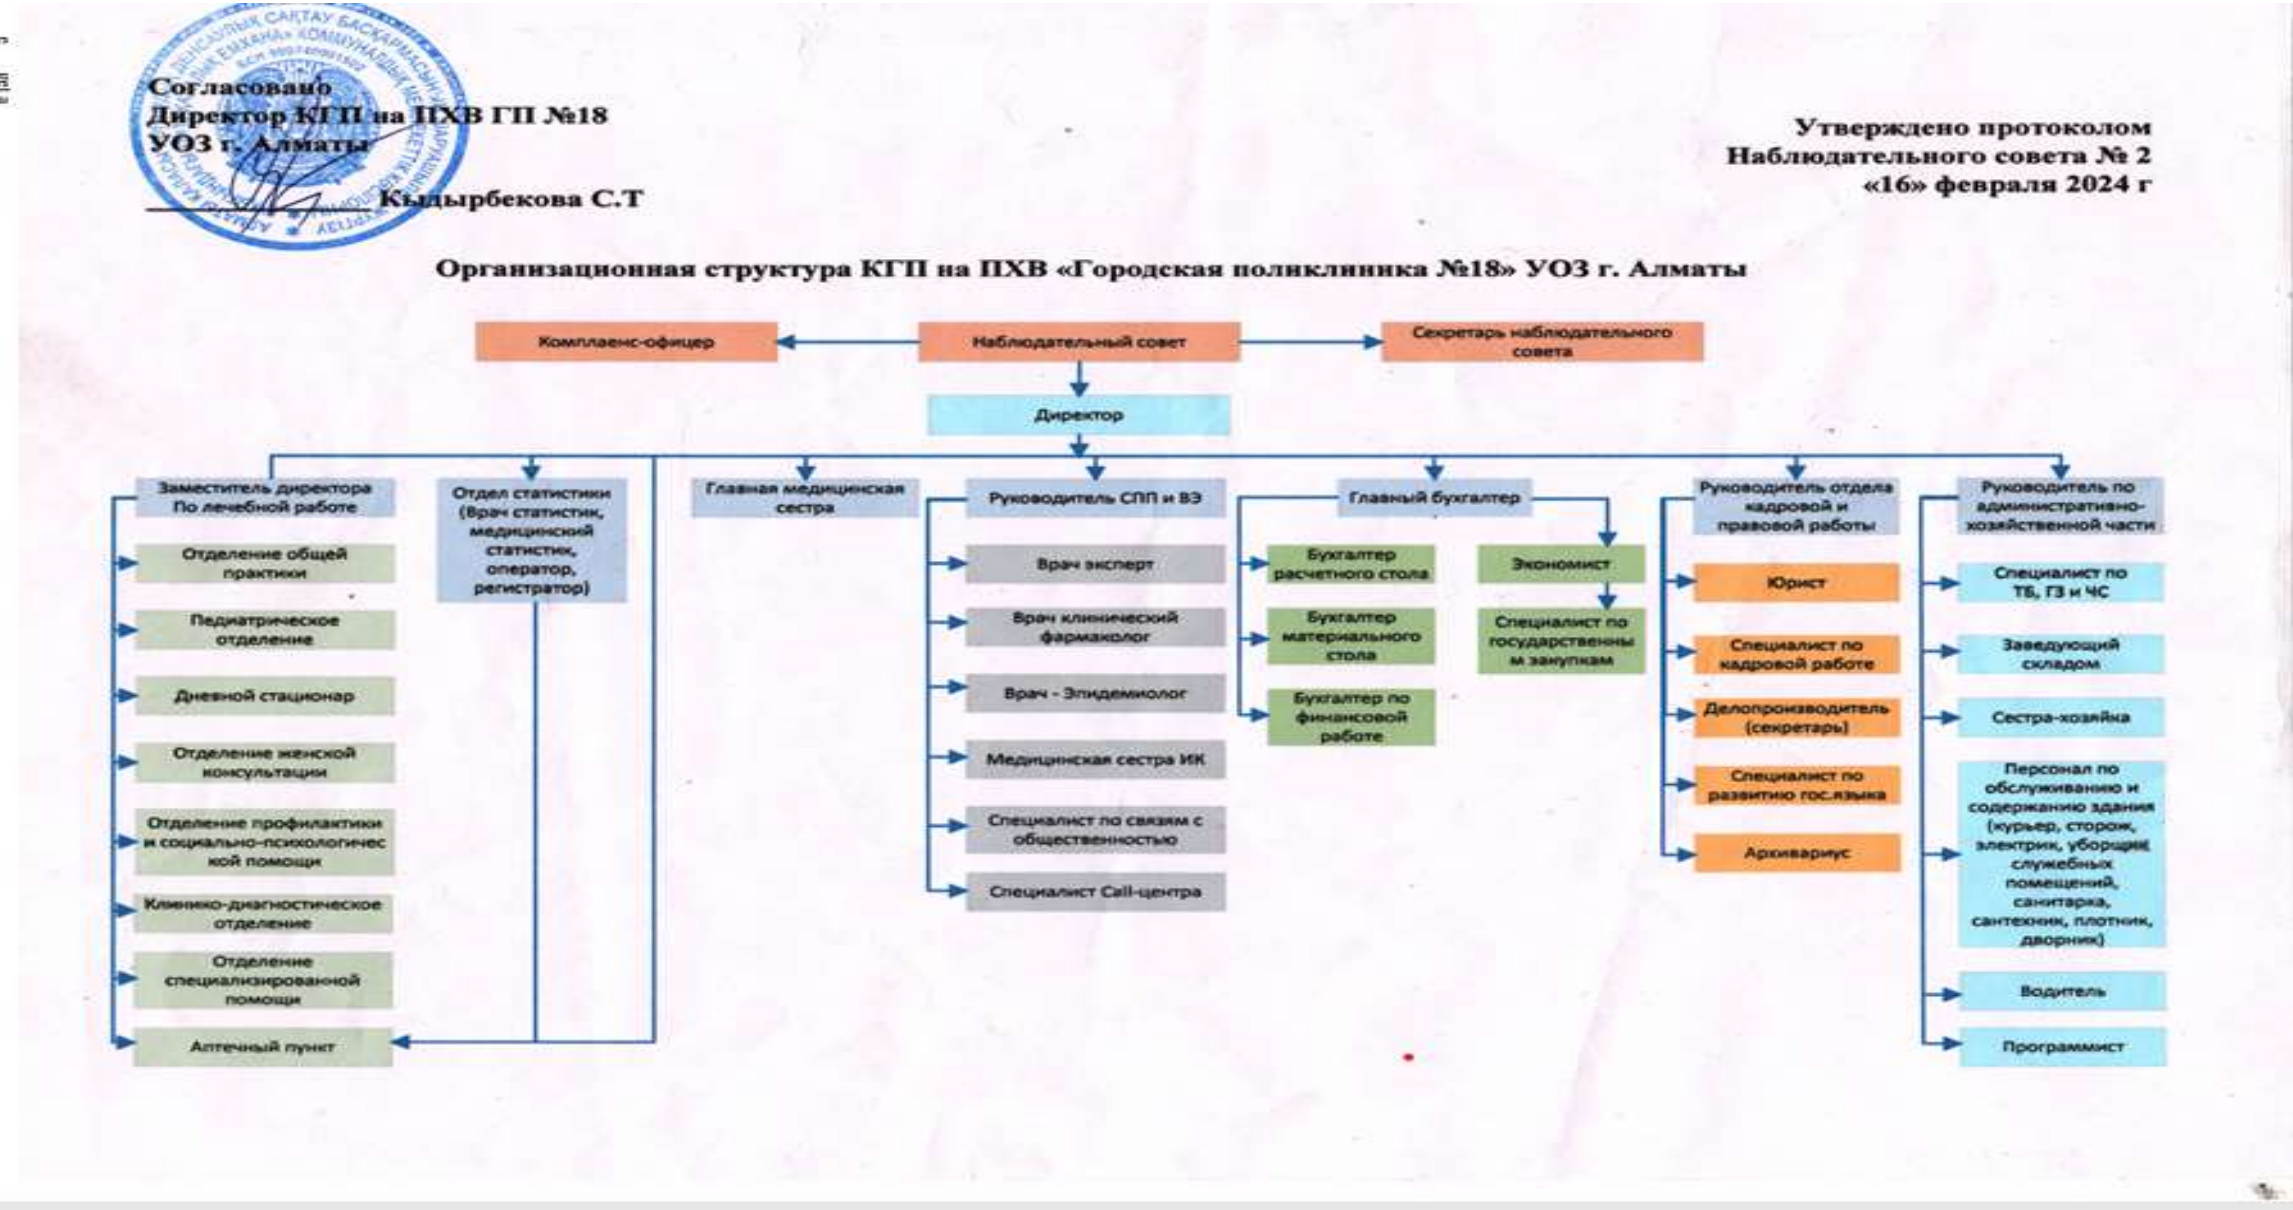 Согласовано
Директор КГП на ПХВ ГП №18
УОЗ г. Алматы
Кыдырбекова С.Т
Утверждено протоколом
Наблюдательного совета № 2
«16» февраля 2024 г
Организационная структура КГП на ПХВ «Городская поликлиника №18» УОЗ г. Алматы
Комплаенс-офицер
Наблюдательный совет
Секретарь наблюдательного
совета
Директор
Заместитель директора
По лечебной работе
Отделение общей
практики
Педиатрическое
отделение
Дневной стационар
Отделение женской
консультации
Отделение профилактики
и социально-психологичес
кой помощи
Клинико-диагностическое
отделение
Отделение
специализированной
помощи
Аптечный пункт
Отдел статистики
(Врач статистик,
медицинский
статистик,
оператор,
регистратор)
Главная медицинская
сестра
Руководитель СПП и ВЭ
Врач эксперт
Врач клинический
фармаколог
Врач - Эпидемиолог
Медицинская сестра ИК
Специалист по связям с
общественностью
Специалист Call-центра
Главный бухгалтер
Бухгалтер
расчетного стола
Бухгалтер
материального
стола
Бухгалтер по
финансовой
работе
Экономист
Специалист по
государственны
м закупкам
Руководитель отдела
кадровой и
правовой работы
Юрист
Специалист по
кадровой работе
Делопроизводитель
(секретарь)
Специалист по
развитию гос.языка
Архивариус
Руководитель по
административно-
хозяйственной части
Специалист по
ТБ, ГЗ и ЧС
Заведующий
складом
Сестра-хозяйка
Персонал по
обслуживанию и
содержанию здания
(курьер, сторож,
электрик, уборщик
служебных
помещений,
санитарка,
сантехник, плотник,
дворник)
Водитель
Программист